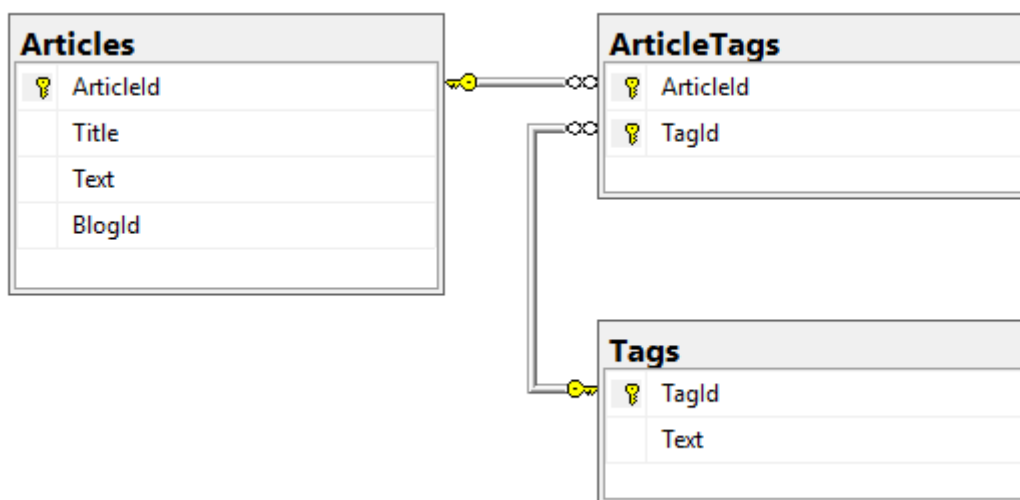 Articles
ArticleId
Title
Text
BlogId
ArticleTags
ArticleId
TagId
Tags
TagId
Text